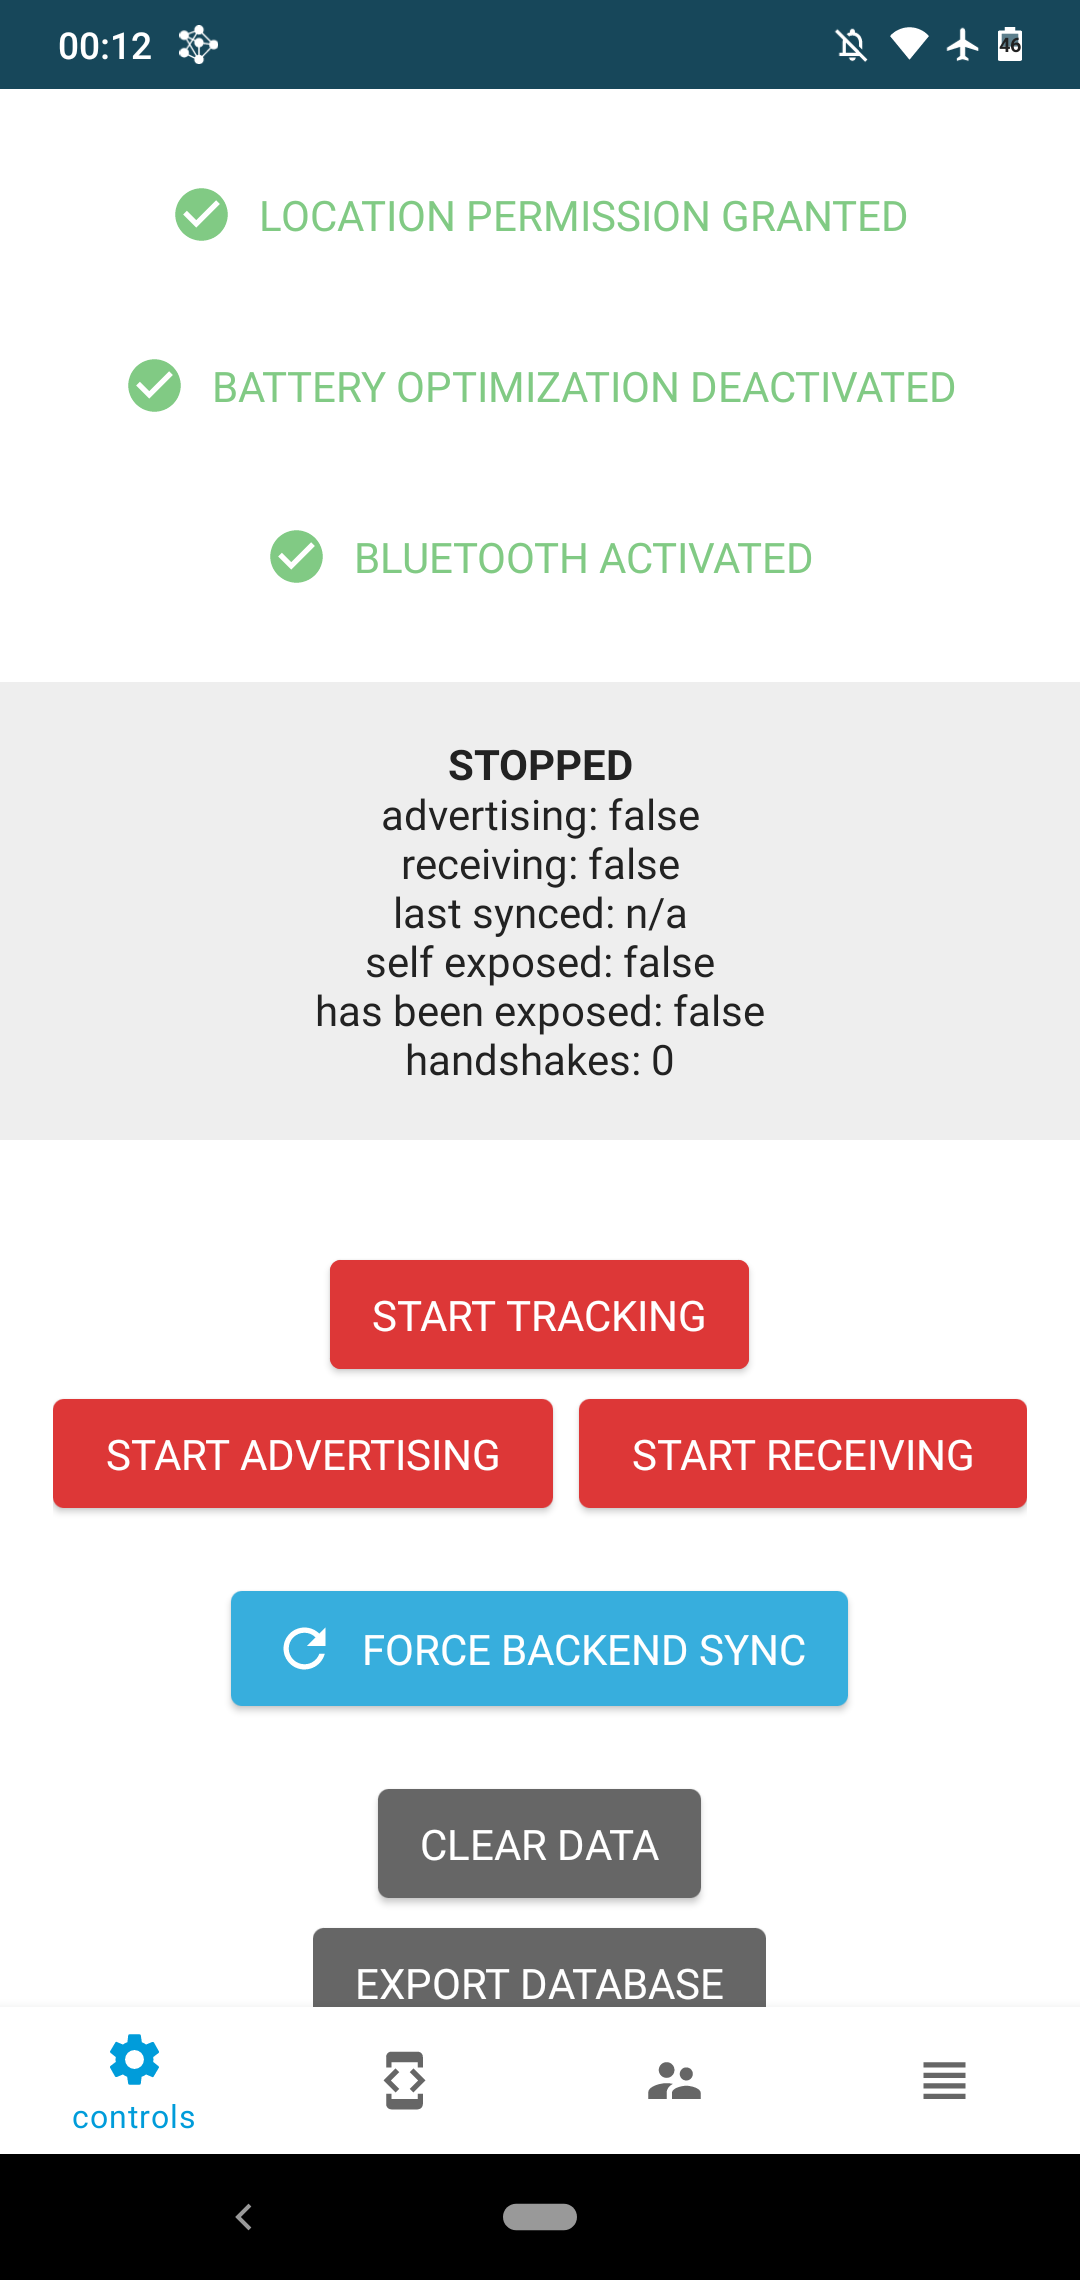 00:12
46
LOCATION PERMISSION GRANTED
BATTERY OPTIMIZATION DEACTIVATED
BLUETOOTH ACTIVATED
STOPPED
advertising: false
receiving: false
last synced: n/a
self exposed: false
has been exposed: false
handshakes: 0
START TRACKING
START ADVERTISING
START RECEIVING
FORCE BACKEND SYNC
CLEAR DATA
EXPORT DATABASE
controls